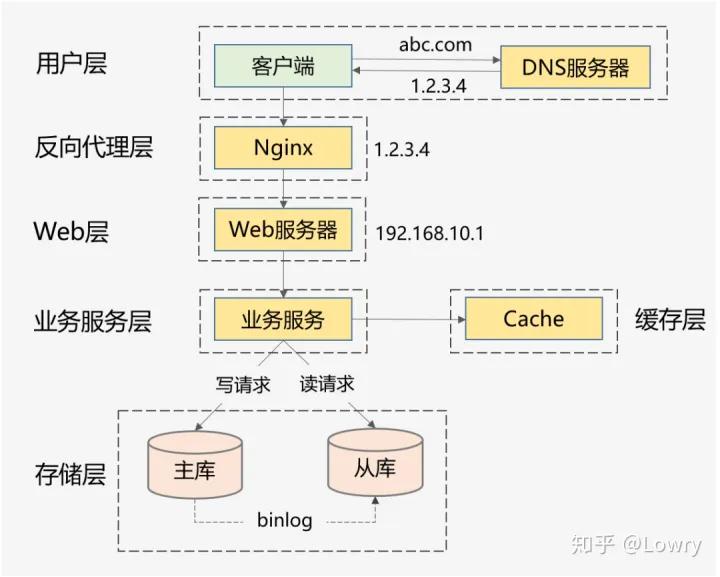 用户层
客户端
abc.com
1.2.3.4
DNS服务器
反向代理层
Nginx
1.2.3.4
Web层
Web服务器
192.168.10.1
业务服务层
业务服务
Cache
缓存层
写请求
读请求
存储层
主库
从库
binlog
知乎 @Lowry